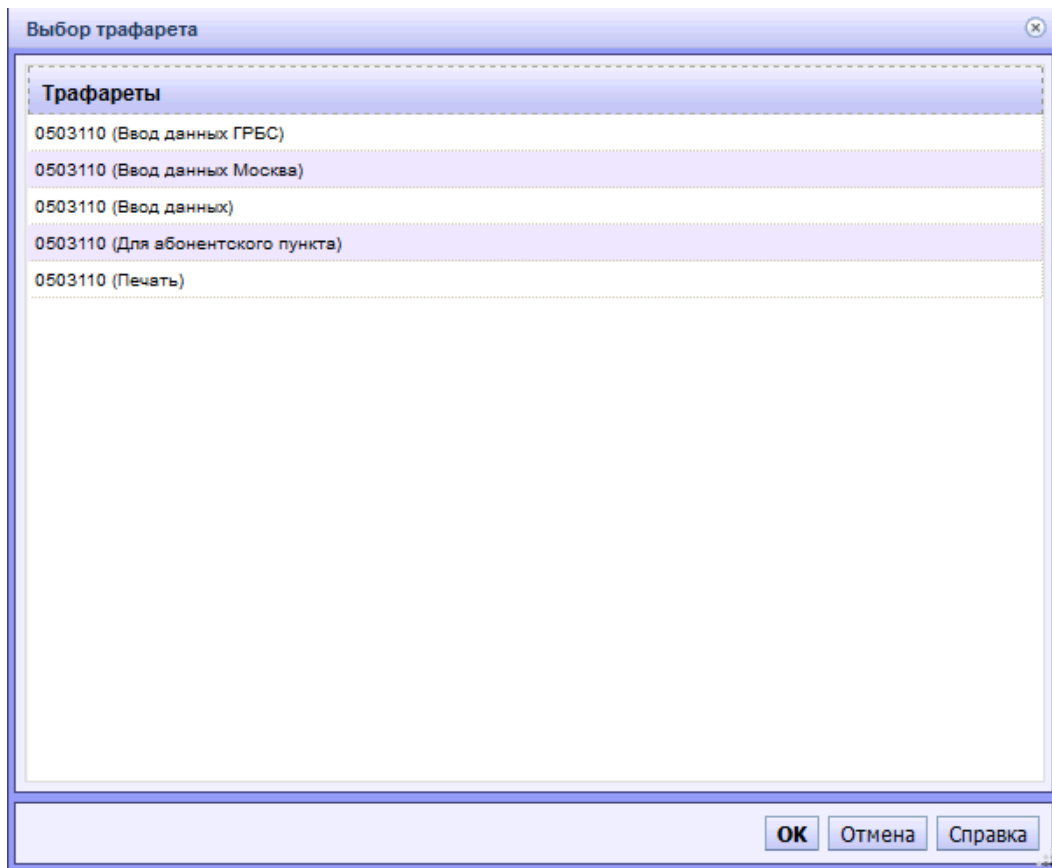 Выбор трафарета
Трафареты
0503110 (Ввод данных ГРБС)
0503110 (Ввод данных Москва)
0503110 (Ввод данных)
0503110 (Для абонентского пункта)
0503110 (Печать)
ОК Отмена Справка